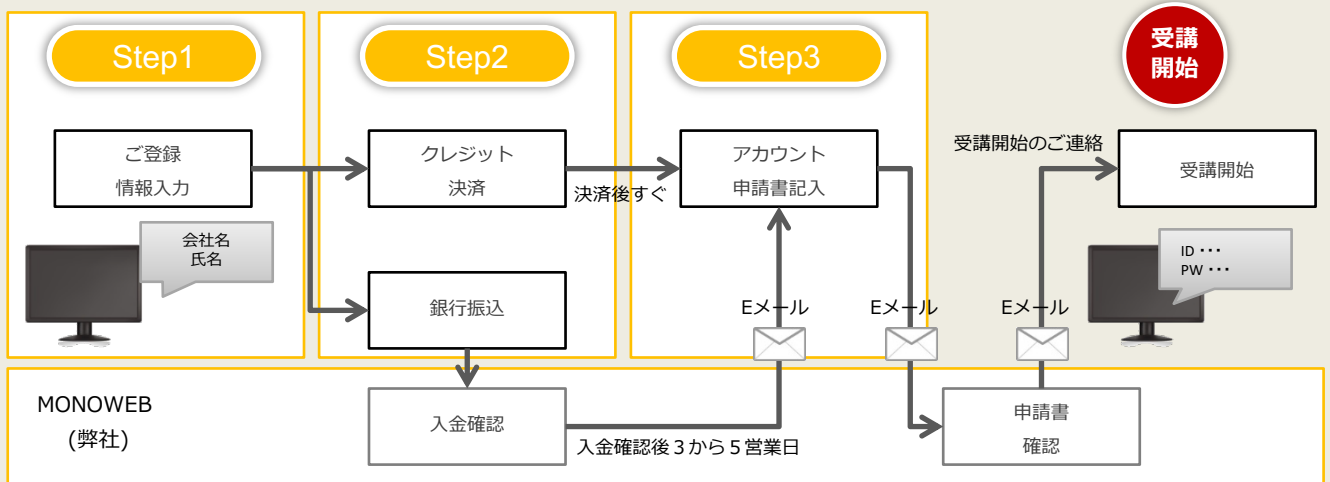 Step1
Step2
Step3
受講
開始
ご登録
情報入力
クレジット
決済
決済後すぐ
アカウント
申請書記入
受講開始のご連絡
受講開始
会社名
氏名
ID ･･･
PW ･･･
銀行振込
Eメール
Eメール
Eメール
MONOWEB
(弊社)
入金確認
入金確認後３から５営業日
申請書
確認